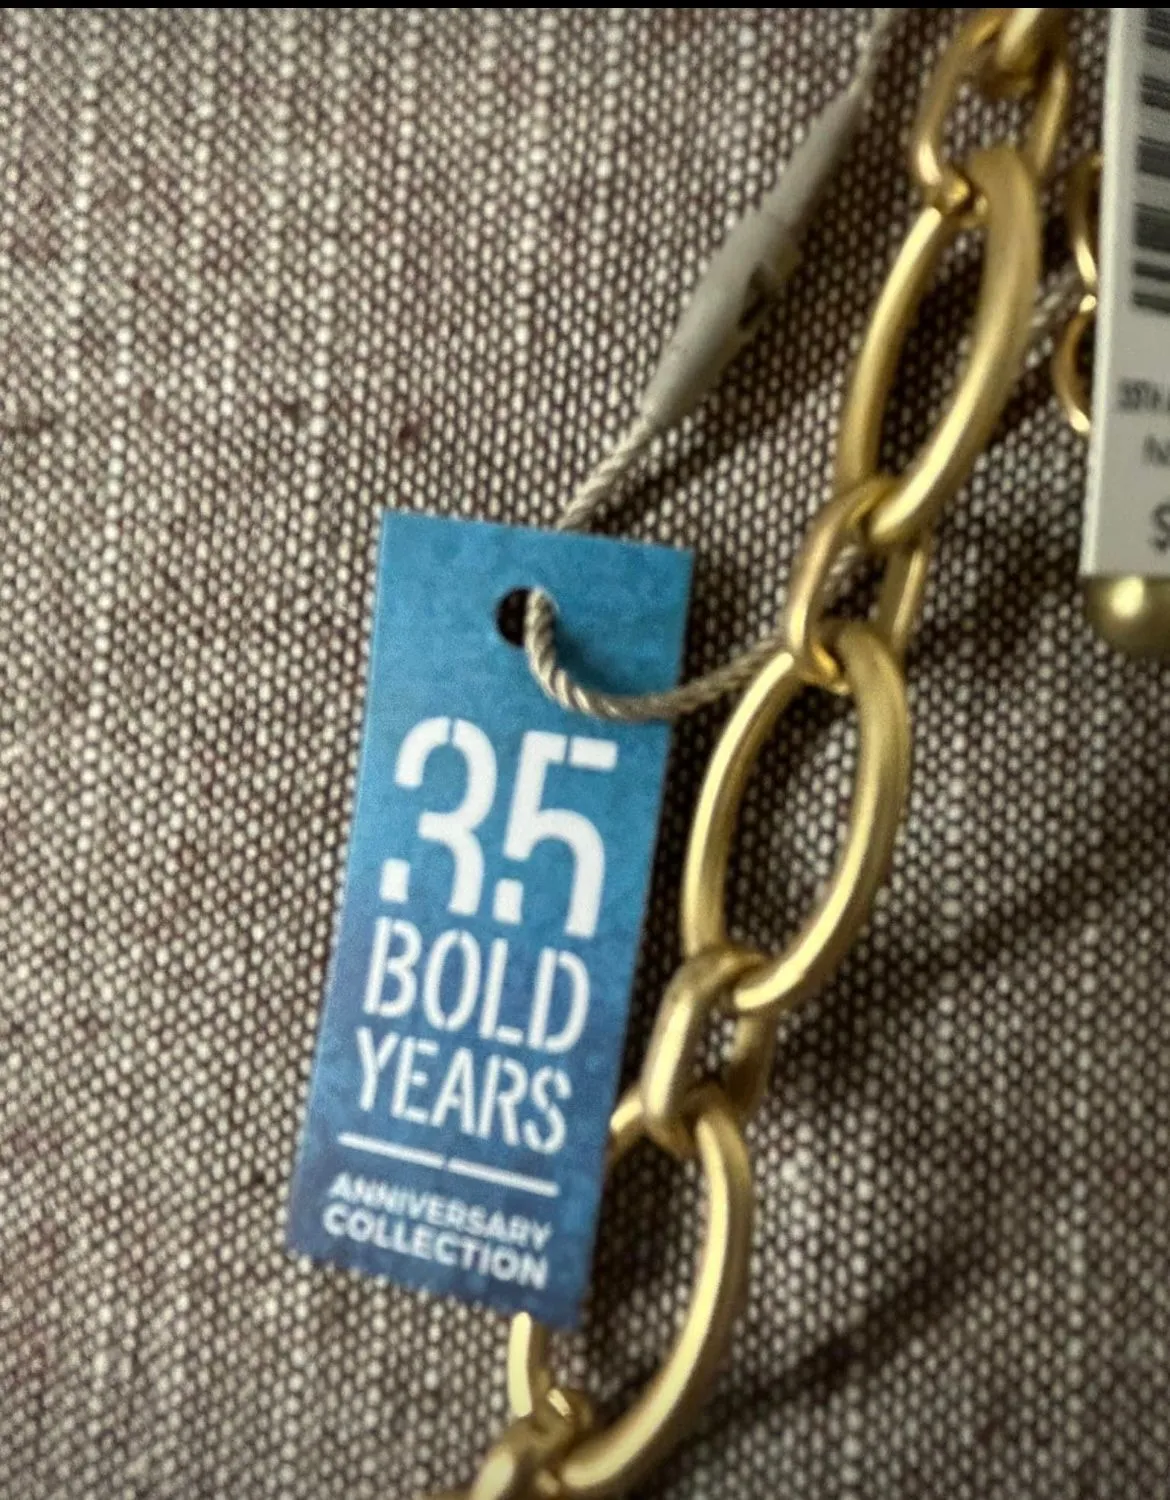 35
BOLD
YEARS
ANNIVERSARY
COLLECTION